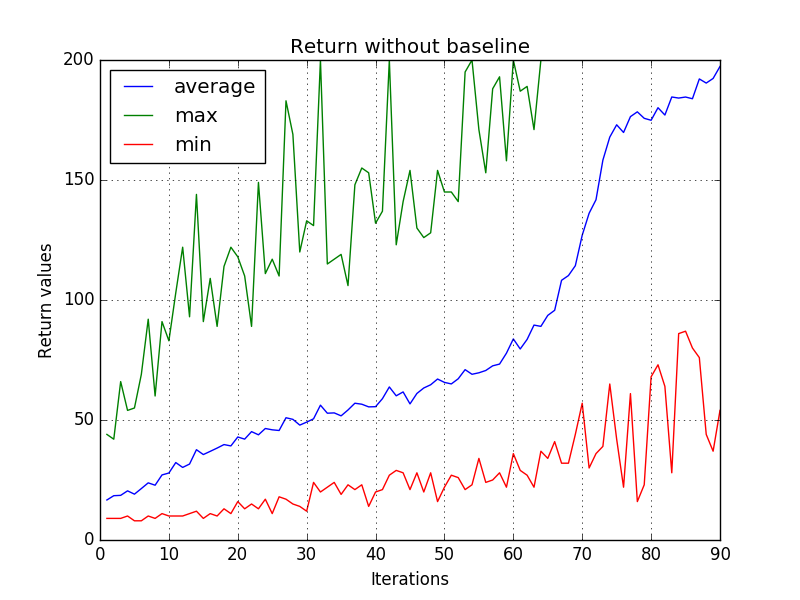 Return without baseline
average
max
min
200
150
100
50
0
Return values
0 10 20 30 40 50 60 70 80 90
Iterations